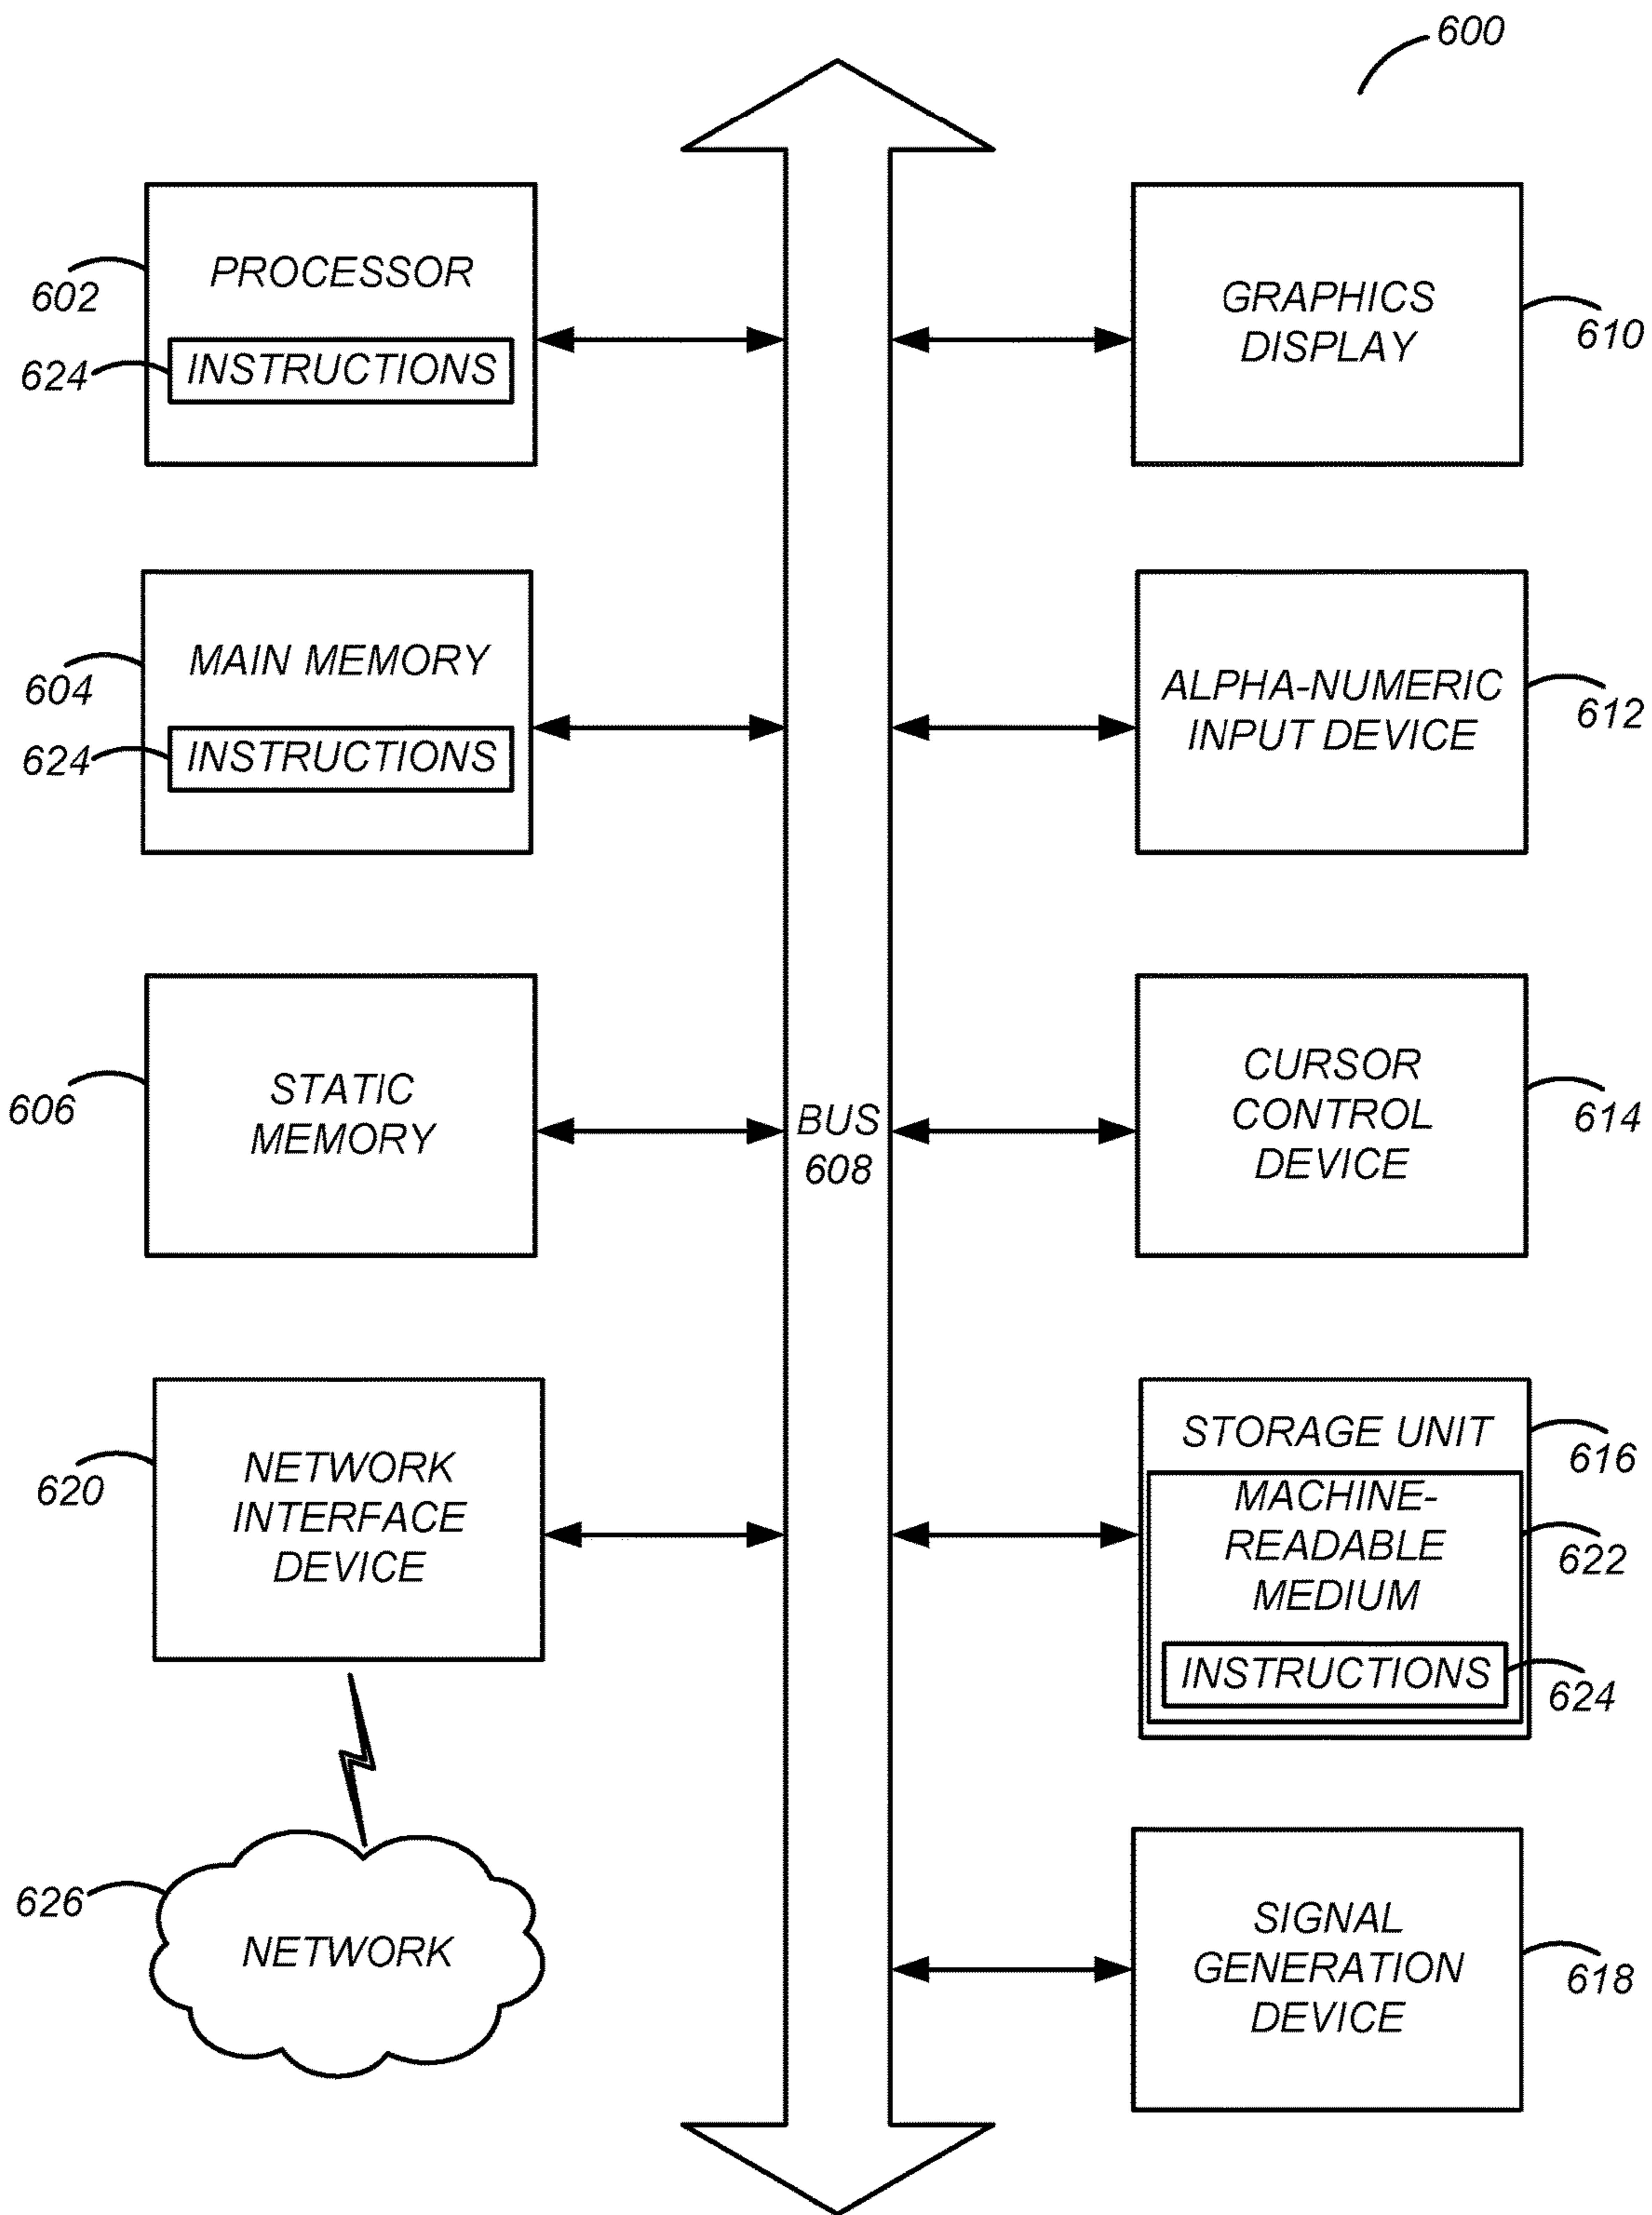 600
PROCESSOR
602
624
INSTRUCTIONS
GRAPHICS
DISPLAY
610
MAIN MEMORY
604
624
INSTRUCTIONS
ALPHA-NUMERIC
INPUT DEVICE
612
STATIC
MEMORY
606
BUS
608
CURSOR
CONTROL
DEVICE
614
NETWORK
INTERFACE
DEVICE
620
STORAGE UNIT
616
MACHINE-
READABLE
MEDIUM
622
INSTRUCTIONS
624
626
NETWORK
SIGNAL
GENERATION
DEVICE
618